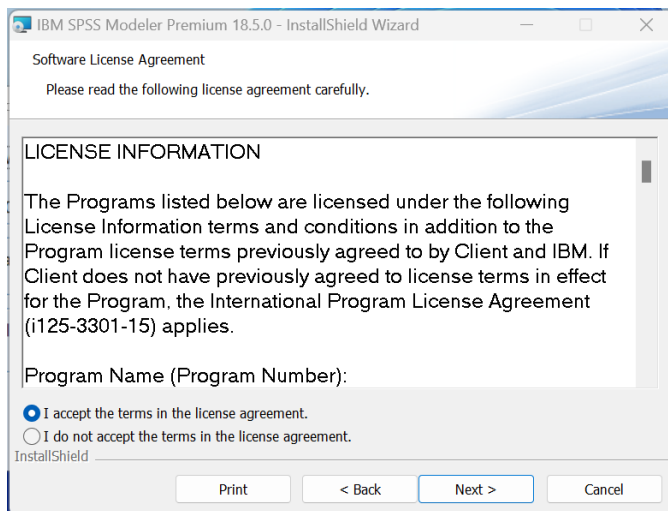 IBM SPSS Modeler Premium 18.5.0 - InstallShield Wizard
Software License Agreement
Please read the following license agreement carefully.
LICENSE INFORMATION
The Programs listed below are licensed under the following
License Information terms and conditions in addition to the
Program license terms previously agreed to by Client and IBM. If
Client does not have previously agreed to license terms in effect
for the Program, the International Program License Agreement
(i125-3301-15) applies.
Program Name (Program Number):
I accept the terms in the license agreement.
I do not accept the terms in the license agreement.
InstallShield
Print
< Back
Next >
Cancel